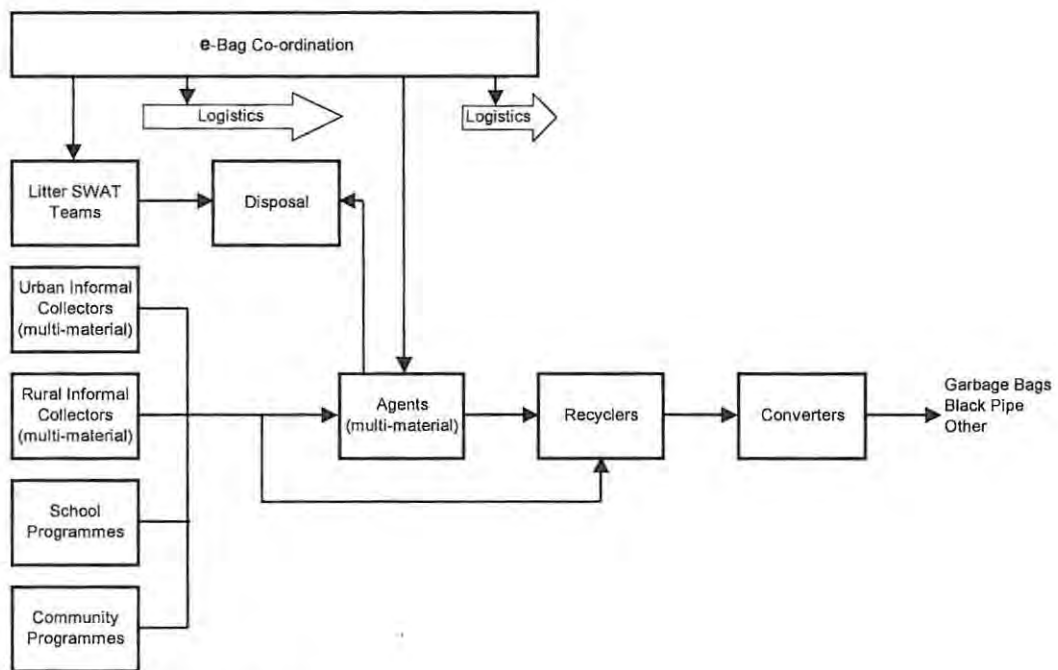 e-Bag Co-ordination
Logistics
Logistics
Litter SWAT
Teams
Disposal
Urban Informal
Collectors
(multi-material)
Rural Informal
Collectors
(multi-material)
Agents
(multi-material)
Recyclers
Converters
Garbage Bags
Black Pipe
Other
School
Programmes
Community
Programmes